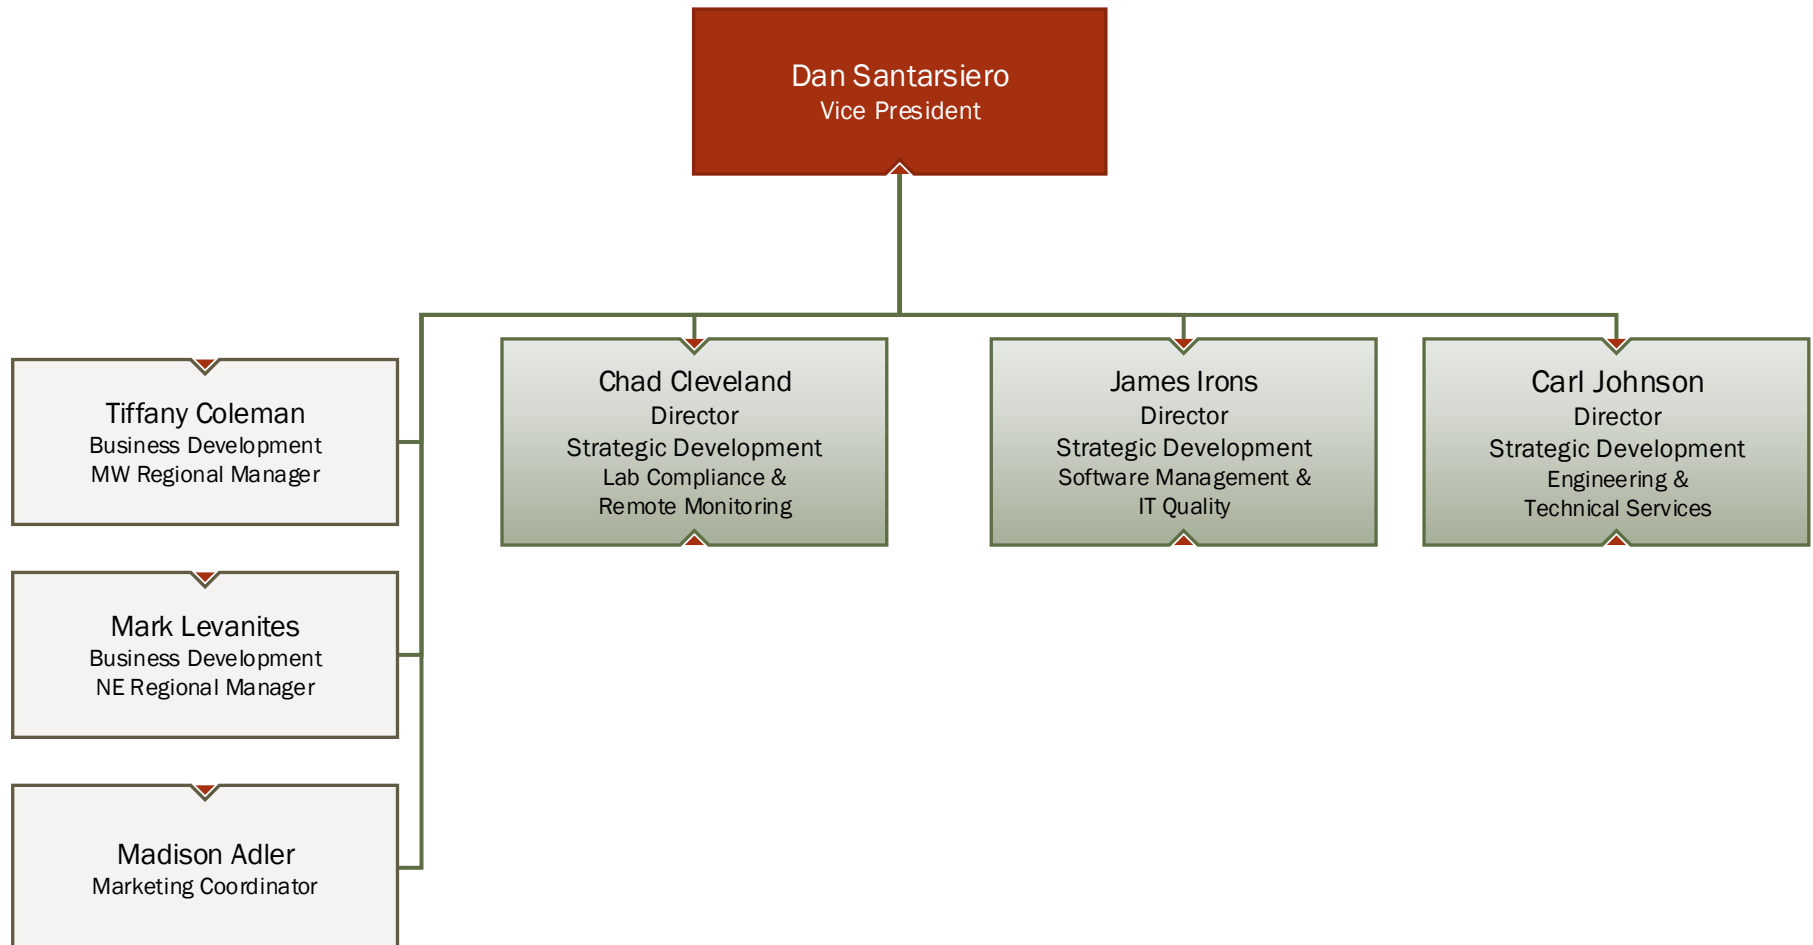 Dan Santarsiero
Vice President
Tiffany Coleman
Business Development
MW Regional Manager
Mark Levanites
Business Development
NE Regional Manager
Madison Adler
Marketing Coordinator
Chad Cleveland
Director
Strategic Development
Lab Compliance &
Remote Monitoring
James Irons
Director
Strategic Development
Software Management &
IT Quality
Carl Johnson
Director
Strategic Development
Engineering &
Technical Services